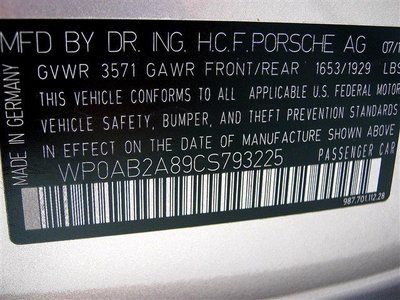 MFD BY DR. ING. H.C.F. PORSCHE AG 07/1
GVWR 3571 GAWR FRONT/REAR 1653/1929 LBS
THIS VEHICLE CONFORMS TO ALL APPLICABLE U.S. FEDERAL MOTOR
VEHICLE SAFETY, BUMPER, AND THEFT PREVENTION STANDARDS
IN EFFECT ON THE DATE OF MANUFACTURE SHOWN ABOVE.
WP0AB2A89CS793225 PASSENGER CAR
987.701.112.28
MADE IN GERMANY